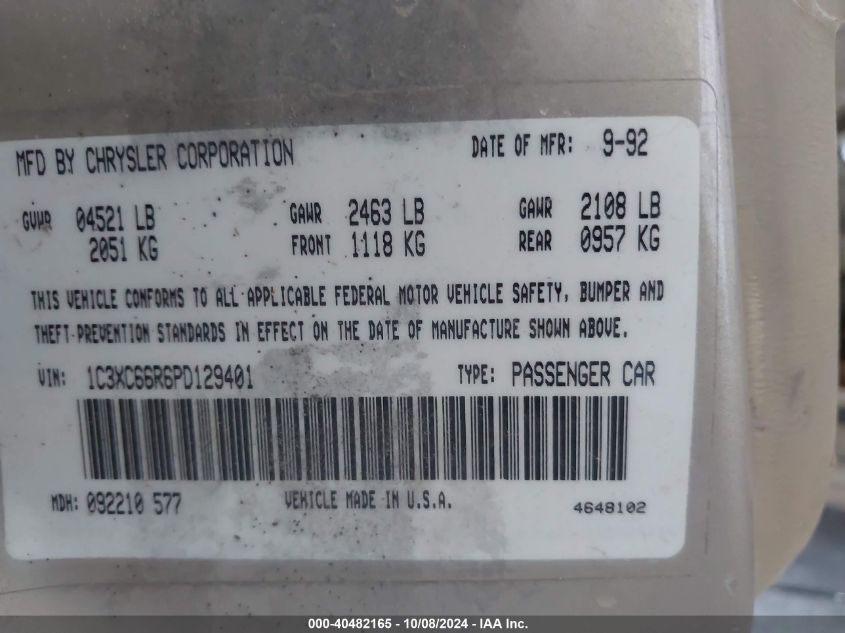 MFD BY CHRYSLER CORPORATION DATE OF MFR: 9-92
GVWR 04521 LB GAWR 2463 LB GAWR 2108 LB
2051 KG FRONT 1118 KG REAR 0957 KG
THIS VEHICLE CONFORMS TO ALL APPLICABLE FEDERAL MOTOR VEHICLE SAFETY, BUMPER AND
THEFT-PREVENTION STANDARDS IN EFFECT ON THE DATE OF MANUFACTURE SHOWN ABOVE.
VIN: 1C3XC66R6PD129401 TYPE: PASSENGER CAR
MDH: 092210 577 VEHICLE MADE IN U.S.A. 4648102
000-40482165 - 10/08/2024 - IAA Inc.